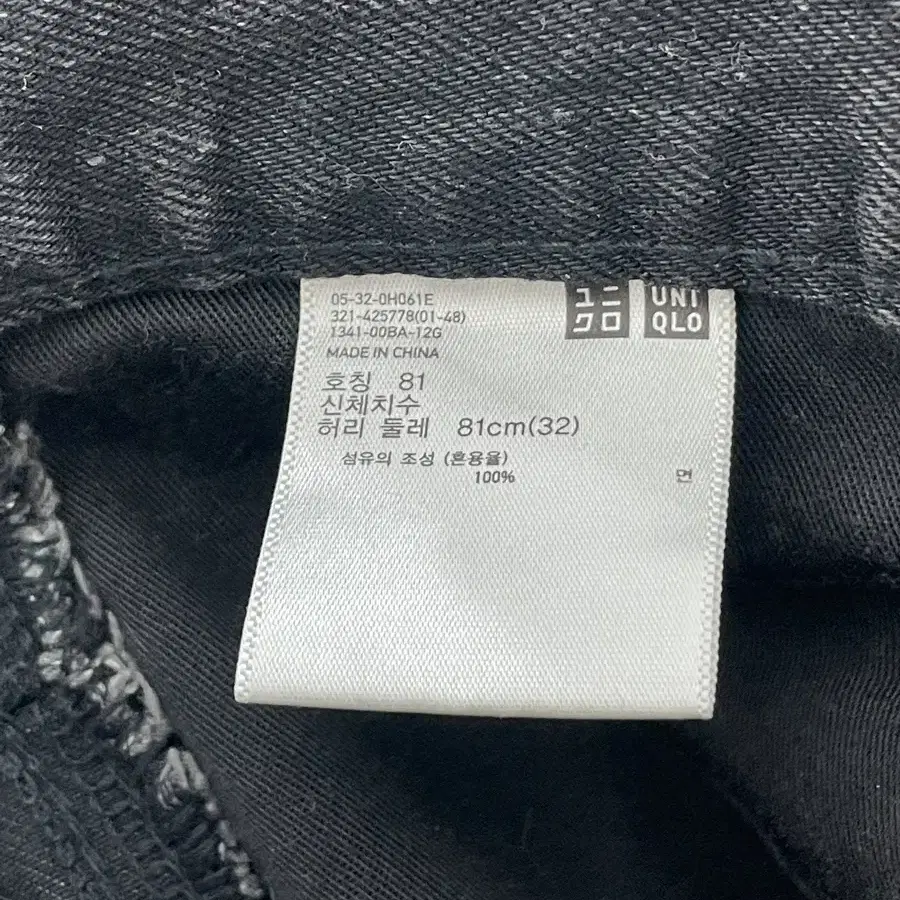 05-32-0H061E
321-425778(01-48)
1341-00BA-12G
MADE IN CHINA
ユニ
クロ
UNI
QLO
호칭 81
신체치수
허리 둘레 81cm(32)
섬유의 조성 (혼용율)
100% 면